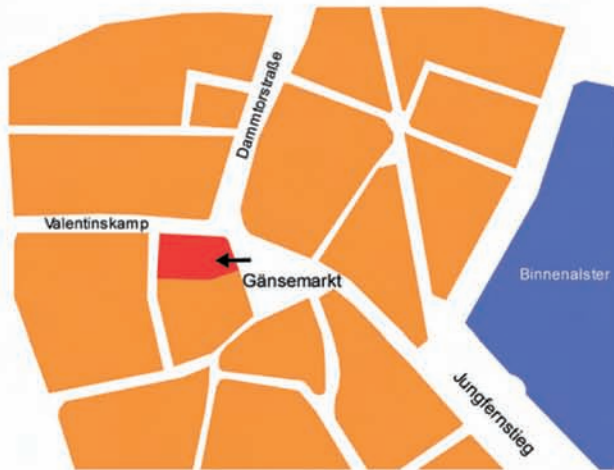 Dammtorstraße
Valentinskamp
Gänsemarkt
Binnenalster
Jungfernstieg